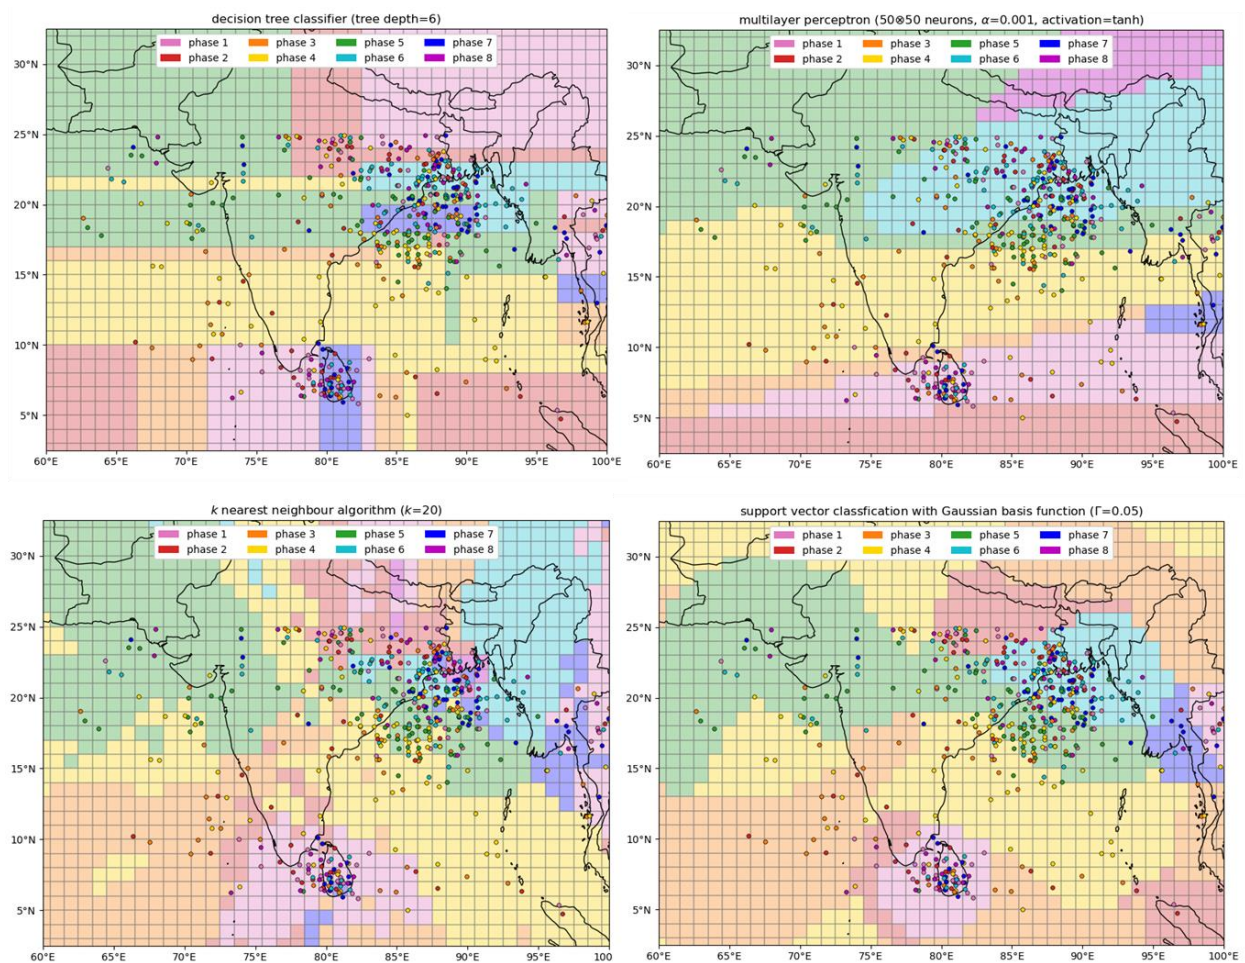 decision tree classifier (tree depth=6)
phase 1 phase 3 phase 5 phase 7
phase 2 phase 4 phase 6 phase 8
30°N
25°N
20°N
15°N
10°N
5°N
60°E 65°E 70°E 75°E 80°E 85°E 90°E 95°E 100°E
multilayer perceptron (50⊗50 neurons, α=0.001, activation=tanh)
phase 1 phase 3 phase 5 phase 7
phase 2 phase 4 phase 6 phase 8
30°N
25°N
20°N
15°N
10°N
5°N
60°E 65°E 70°E 75°E 80°E 85°E 90°E 95°E 100°E
k nearest neighbour algorithm (k=20)
phase 1 phase 3 phase 5 phase 7
phase 2 phase 4 phase 6 phase 8
30°N
25°N
20°N
15°N
10°N
5°N
60°E 65°E 70°E 75°E 80°E 85°E 90°E 95°E 100
support vector classfication with Gaussian basis function (Γ=0.05)
phase 1 phase 3 phase 5 phase 7
phase 2 phase 4 phase 6 phase 8
30°N
25°N
20°N
15°N
10°N
5°N
60°E 65°E 70°E 75°E 80°E 85°E 90°E 95°E 100°E